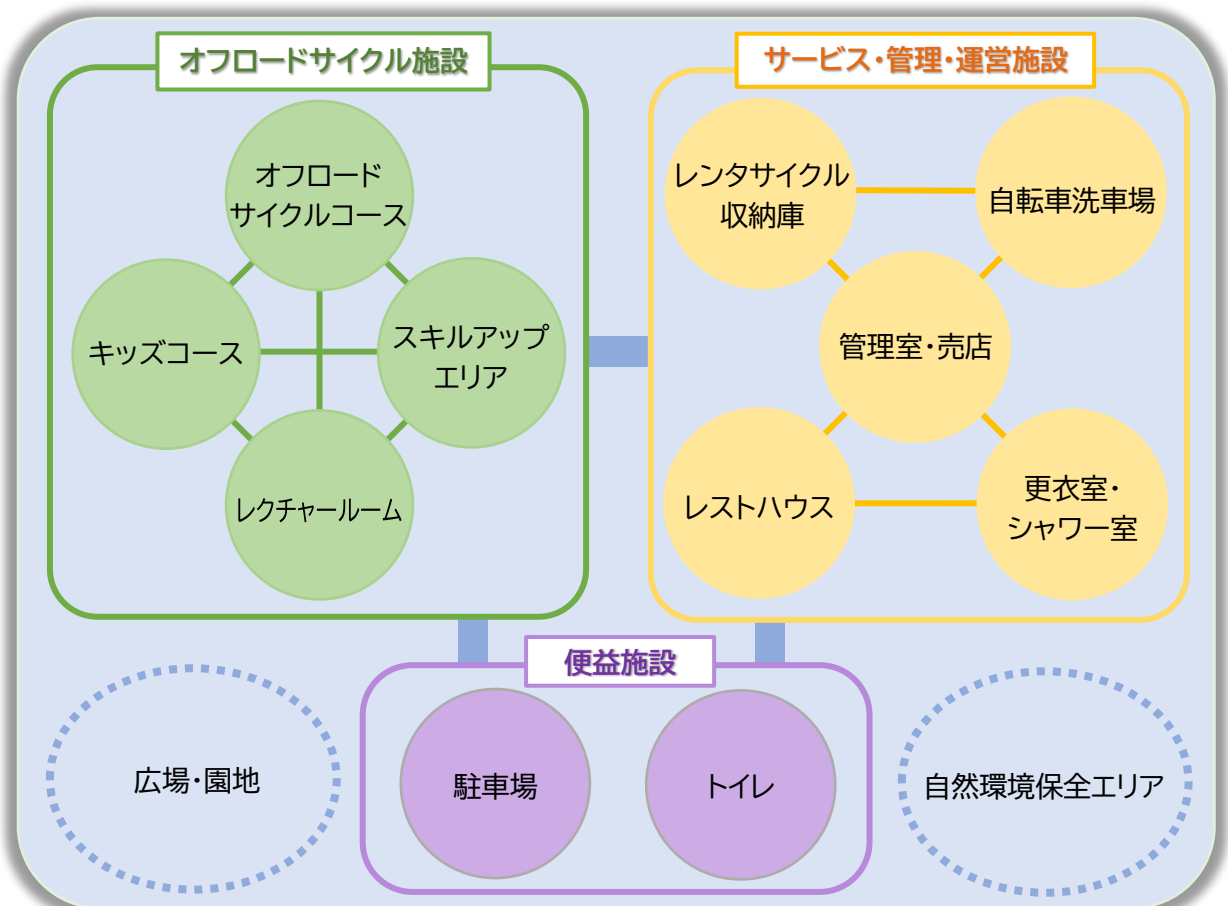 オフロードサイクル施設
オフロード
サイクルコース
キッズコース
スキルアップ
エリア
レクチャールーム
サービス・管理・運営施設
レンタサイクル
収納庫
自転車洗車場
管理室・売店
レストハウス
更衣室・
シャワー室
便益施設
広場・園地
駐車場
トイレ
自然環境保全エリア